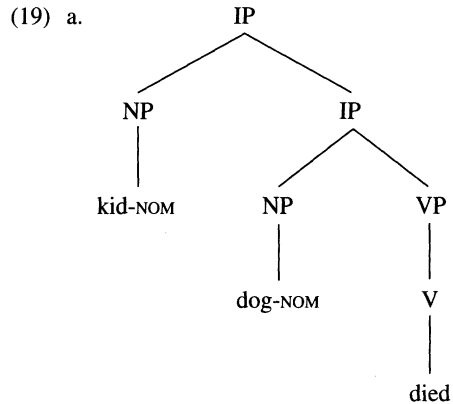 (19) a. IP
NP IP
kid-NOM NP VP
dog-NOM V
died